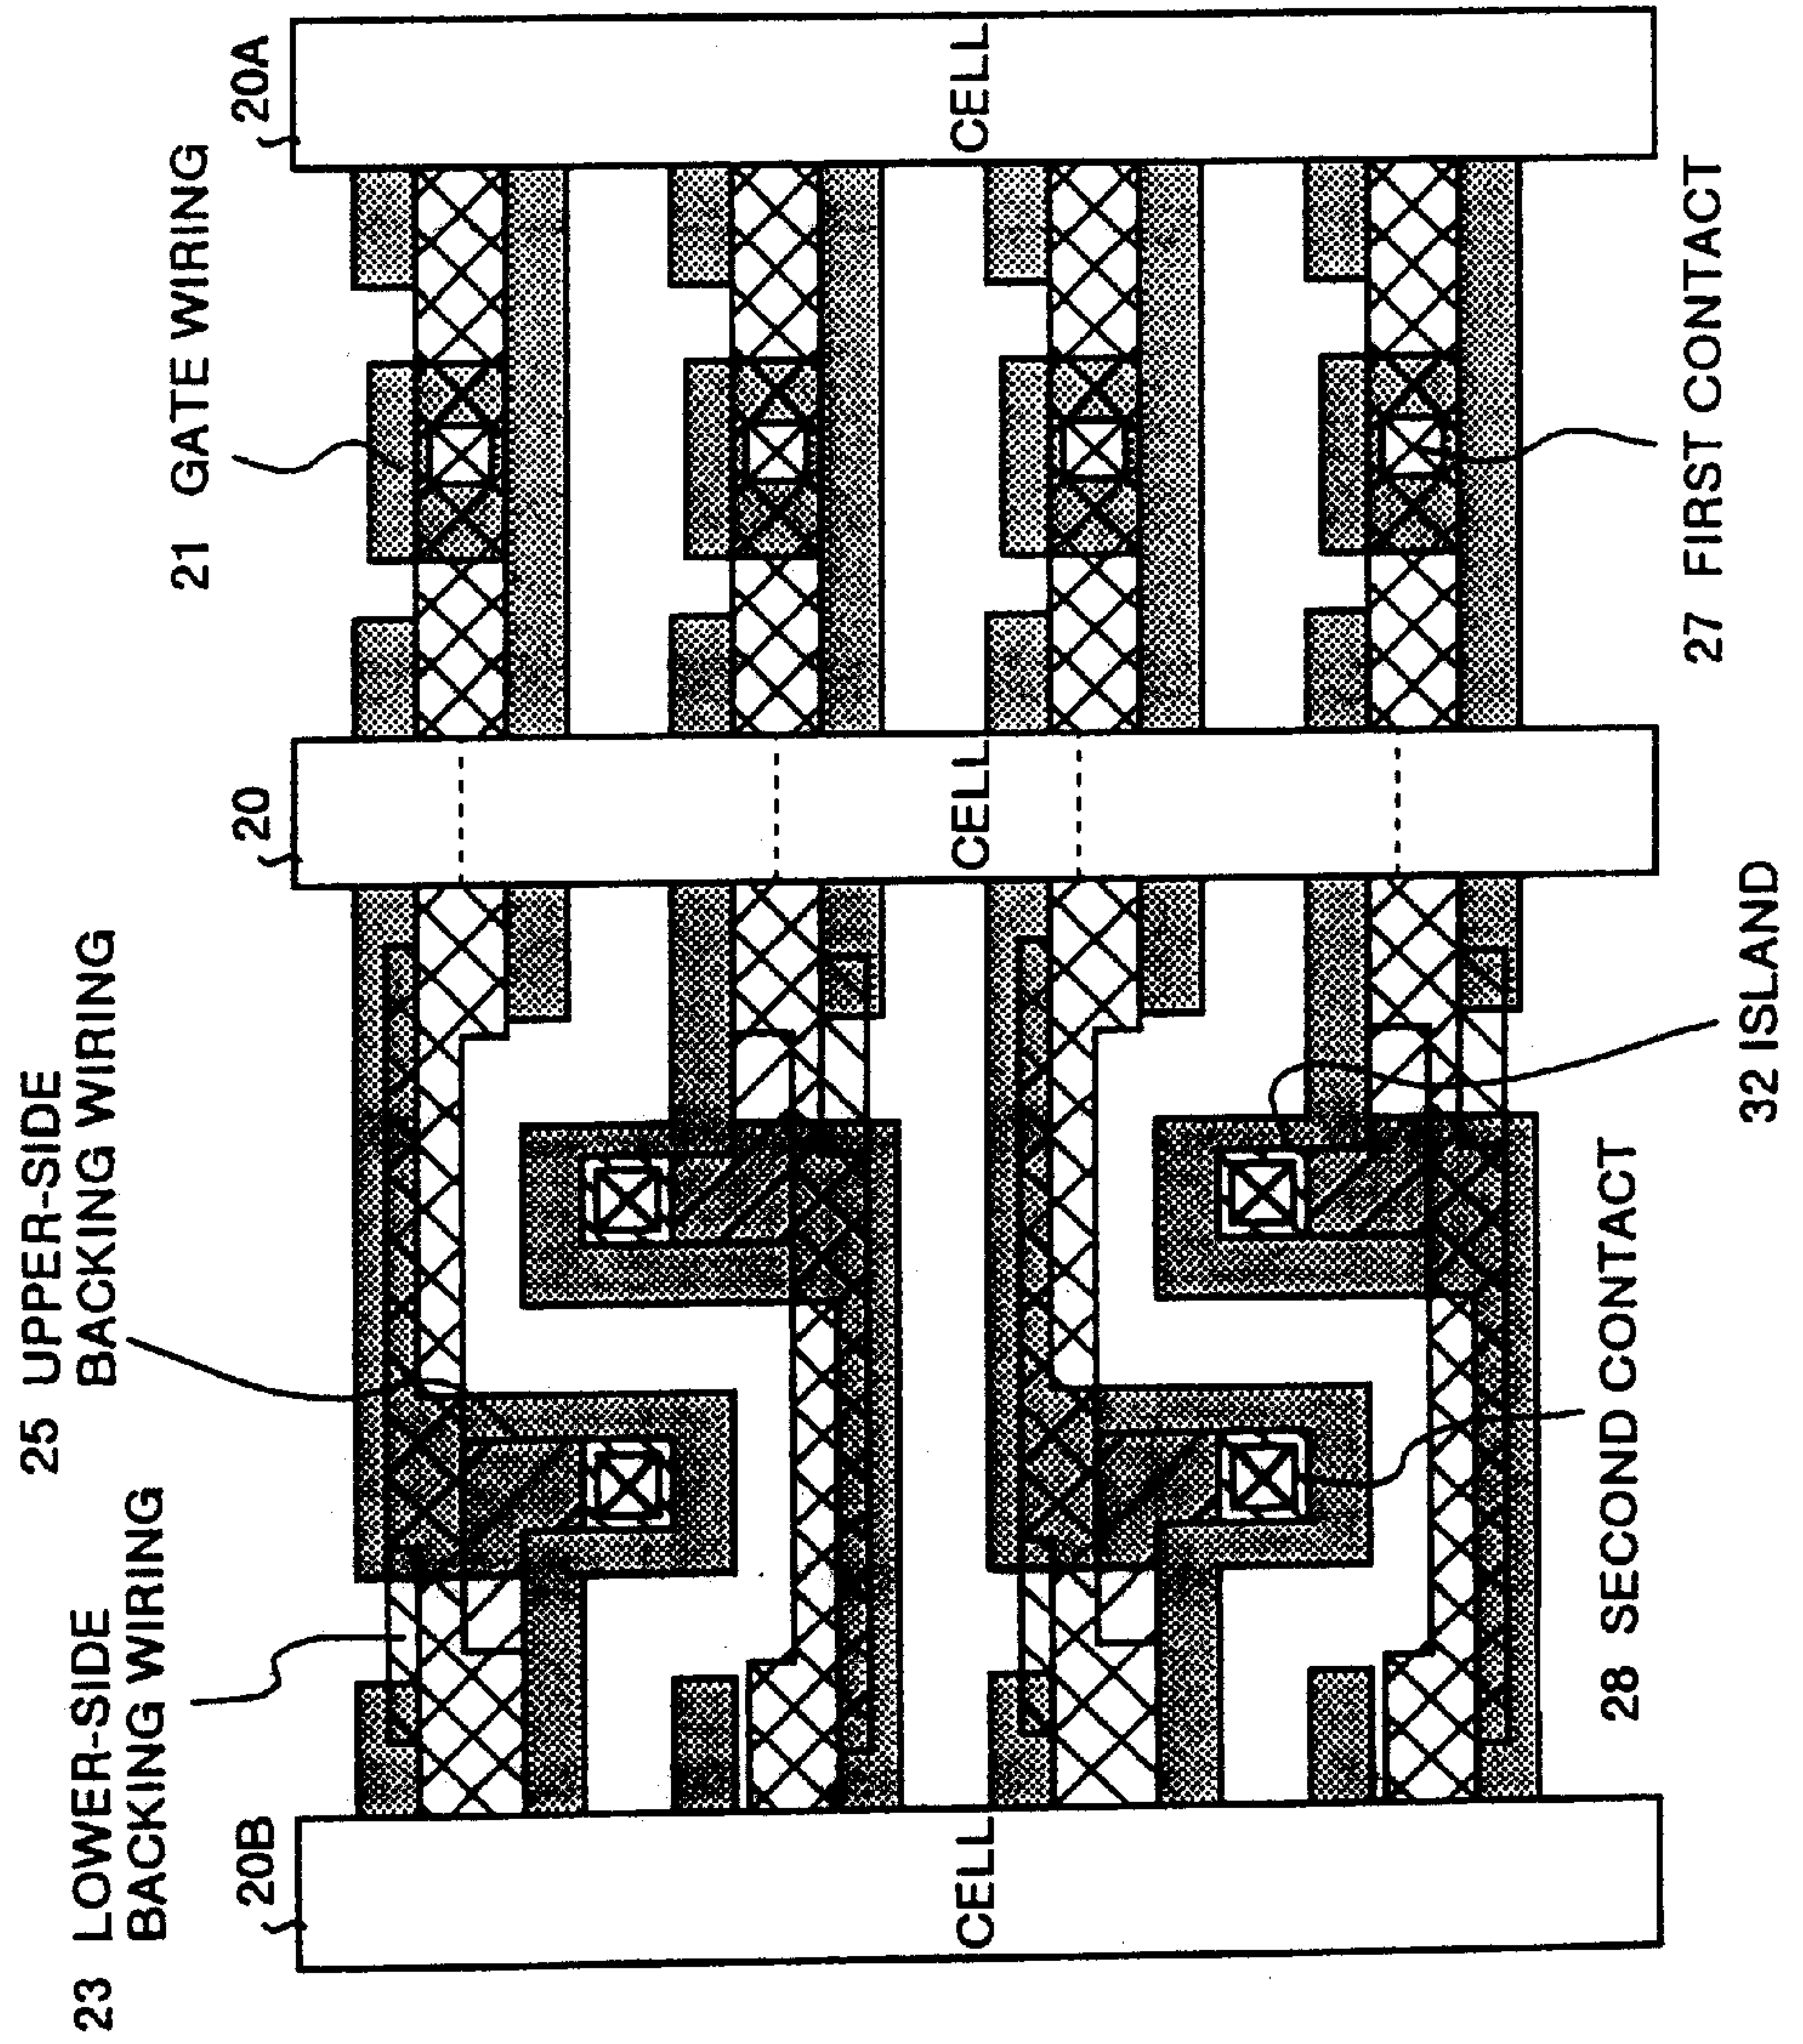 23 LOWER-SIDE
BACKING WIRING
25 UPPER-SIDE
BACKING WIRING
21 GATE WIRING
20B
20
20A
CELL
CELL
CELL
28 SECOND CONTACT
32 ISLAND
27 FIRST CONTACT